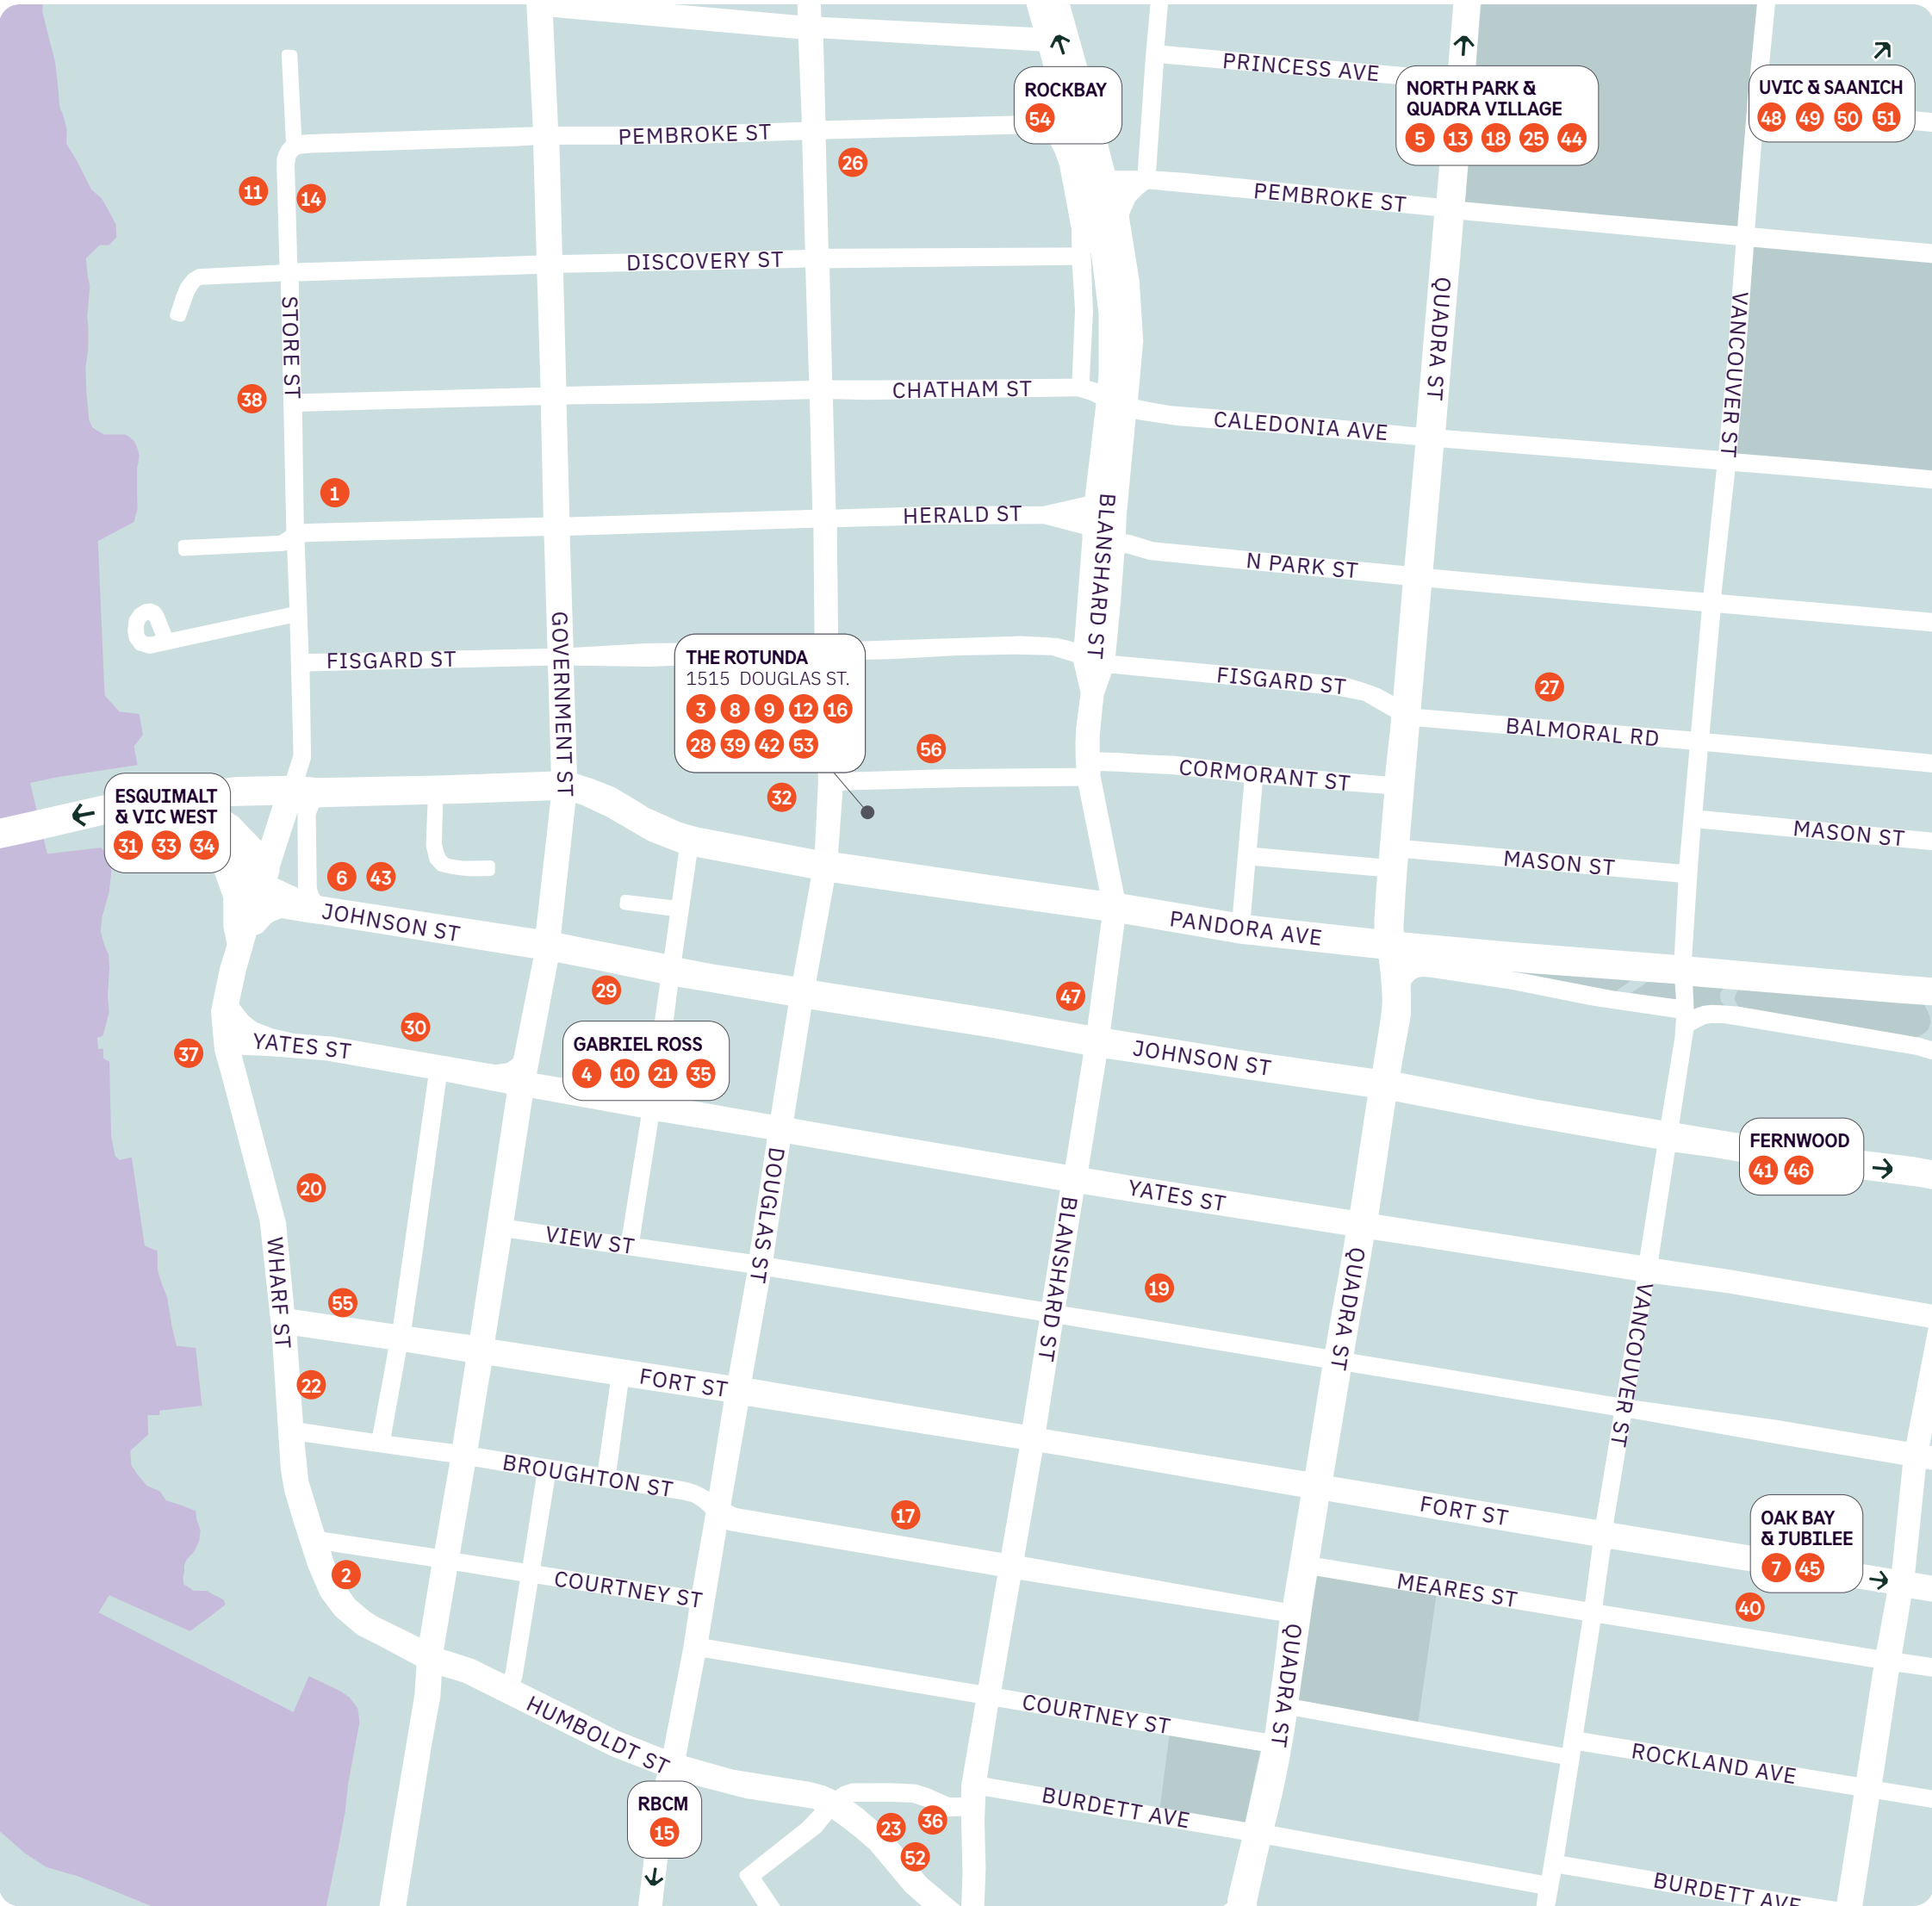 PRINCESS AVE
ROCKBAY
54
NORTH PARK &
QUADRA VILLAGE
5 13 18 25 44
UVIC & SAANICH
48 49 50 51
PEMBROKE ST
26
11
14
PEMBROKE ST
DISCOVERY ST
STORE ST
QUADRA ST
VANCOUVER ST
38
CHATHAM ST
CALEDONIA AVE
1
HERALD ST
BLANSHARD ST
N PARK ST
GOVERNMENT ST
FISGARD ST
THE ROTUNDA
1515 DOUGLAS ST.
3 8 9 12 16
28 39 42 53
FISGARD ST
27
BALMORAL RD
56
32
CORMORANT ST
ESQUIMALT
& VIC WEST
31 33 34
MASON ST
MASON ST
6 43
JOHNSON ST
PANDORA AVE
29
47
30
37
YATES ST
GABRIEL ROSS
4 10 21 35
JOHNSON ST
FERNWOOD
41 46
20
DOUGLAS ST
YATES ST
VIEW ST
BLANSHARD ST
WHARF ST
QUADRA ST
19
55
VANCOUVER ST
22
FORT ST
BROUGHTON ST
17
FORT ST
OAK BAY
& JUBILEE
7 45
2
COURTNEY ST
MEARES ST
40
QUADRA ST
HUMBOLDT ST
COURTNEY ST
ROCKLAND AVE
RBCM
15
23
36
52
BURDETT AVE
BURDETT AVE